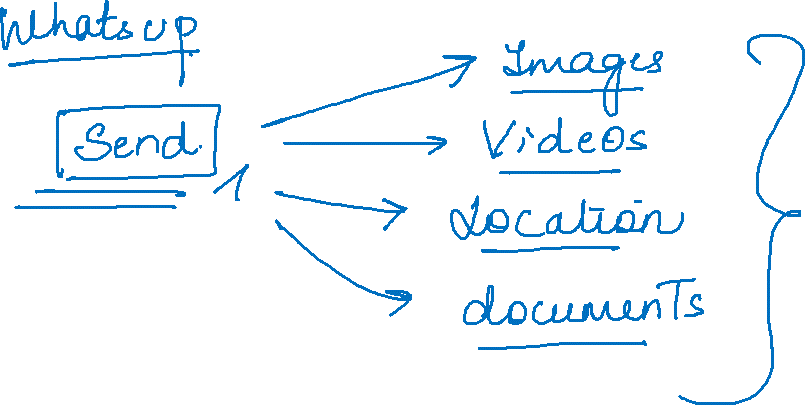 Whatsup
Send
Images
Videos
Location
documents